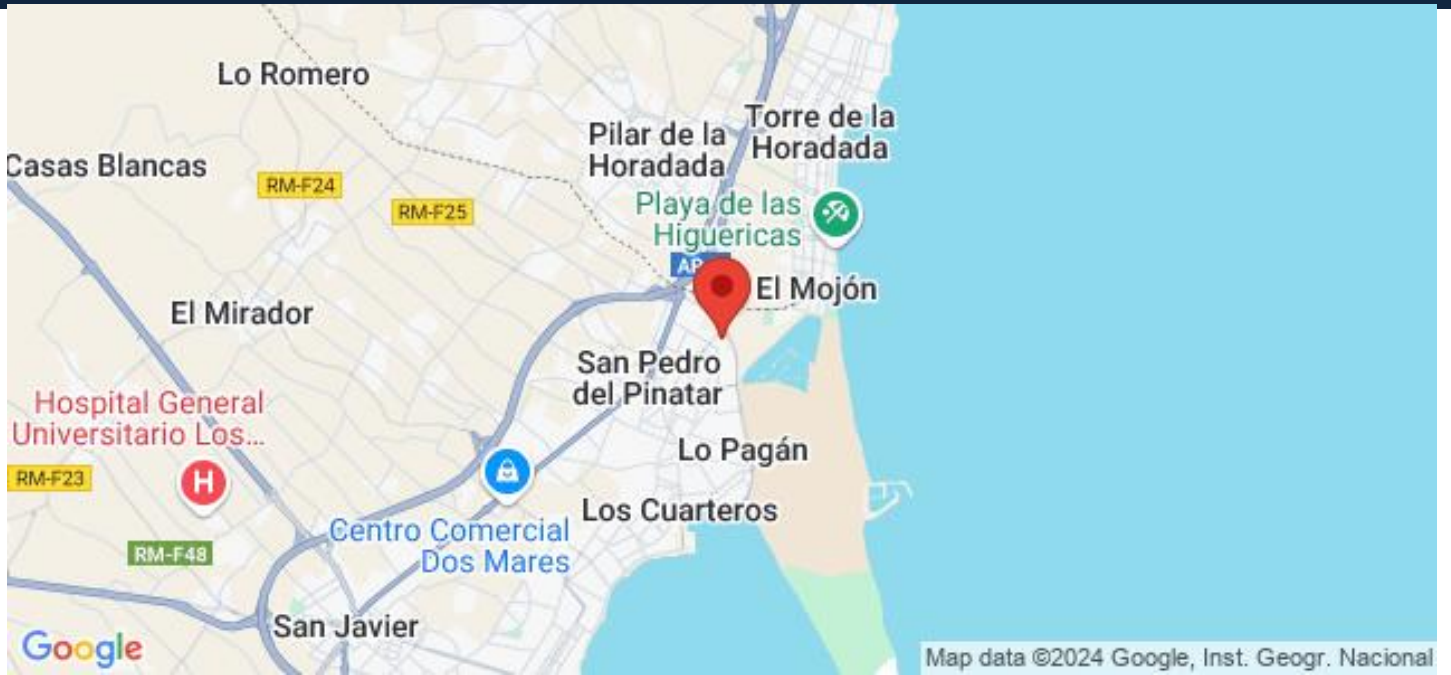 Lo Romero
Torre de la
Horadada
Pilar de la
Horadada
Casas Blancas
RM-F24
RM-F25
Playa de las
Higuericas
El Mojón
El Mirador
San Pedro
del Pinatar
Hospital General
Universitario Los...
H
Lo Pagán
RM-F23
Los Cuarteros
Centro Comercial
Dos Mares
RM-F48
San Javier
Google
Map data ©2024 Google, Inst. Geogr. Nacional